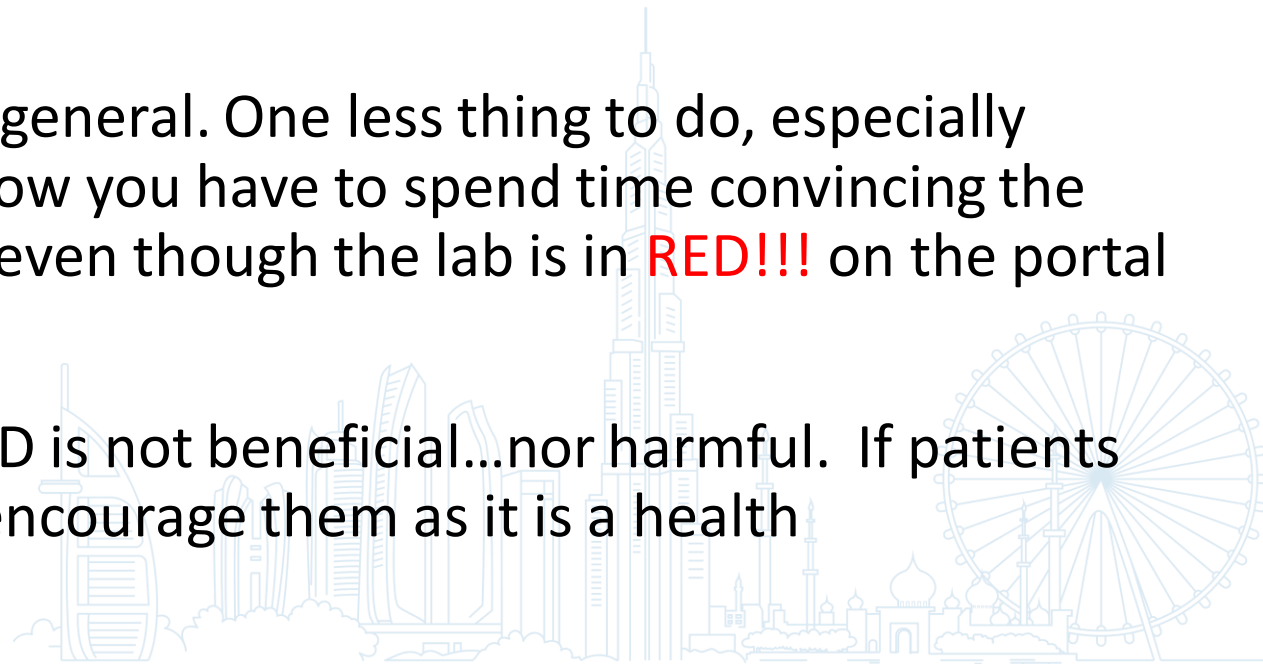 general. One less thing to do, especially
ow you have to spend time convincing the
even though the lab is in RED!!! on the portal
D is not beneficial…nor harmful. If patients
encourage them as it is a health